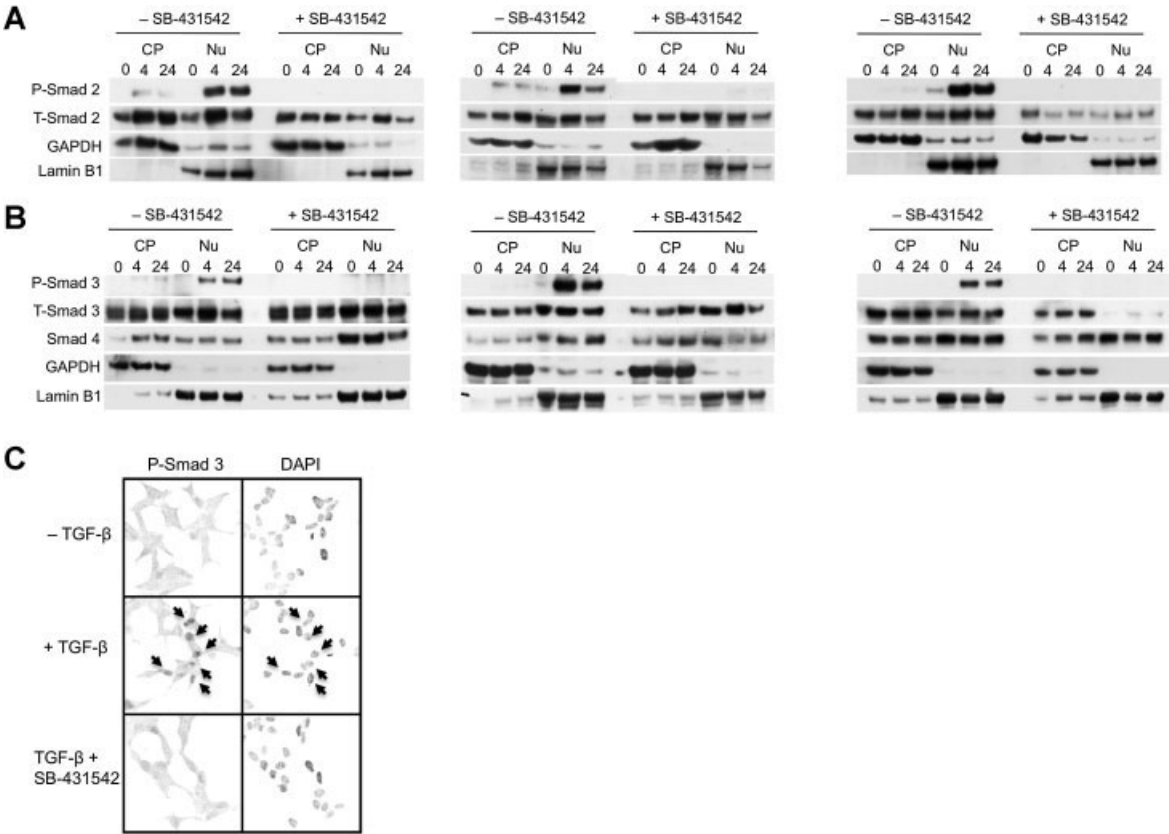 A
– SB-431542 + SB-431542 – SB-431542 + SB-431542 – SB-431542 + SB-431542
CP Nu CP Nu CP Nu CP Nu CP Nu CP Nu
0 4 24 0 4 24 0 4 24 0 4 24 0 4 24 0 4 24 0 4 24 0 4 24 0 4 24 0 4 24 0 4 24 0 4 24
P-Smad 2
T-Smad 2
GAPDH
Lamin B1
B
– SB-431542 + SB-431542 – SB-431542 + SB-431542 – SB-431542 + SB-431542
CP Nu CP Nu CP Nu CP Nu CP Nu CP Nu
0 4 24 0 4 24 0 4 24 0 4 24 0 4 24 0 4 24 0 4 24 0 4 24 0 4 24 0 4 24 0 4 24 0 4 24
P-Smad 3
T-Smad 3
Smad 4
GAPDH
Lamin B1
C
P-Smad 3 DAPI
– TGF-β
+ TGF-β
TGF-β +
SB-431542